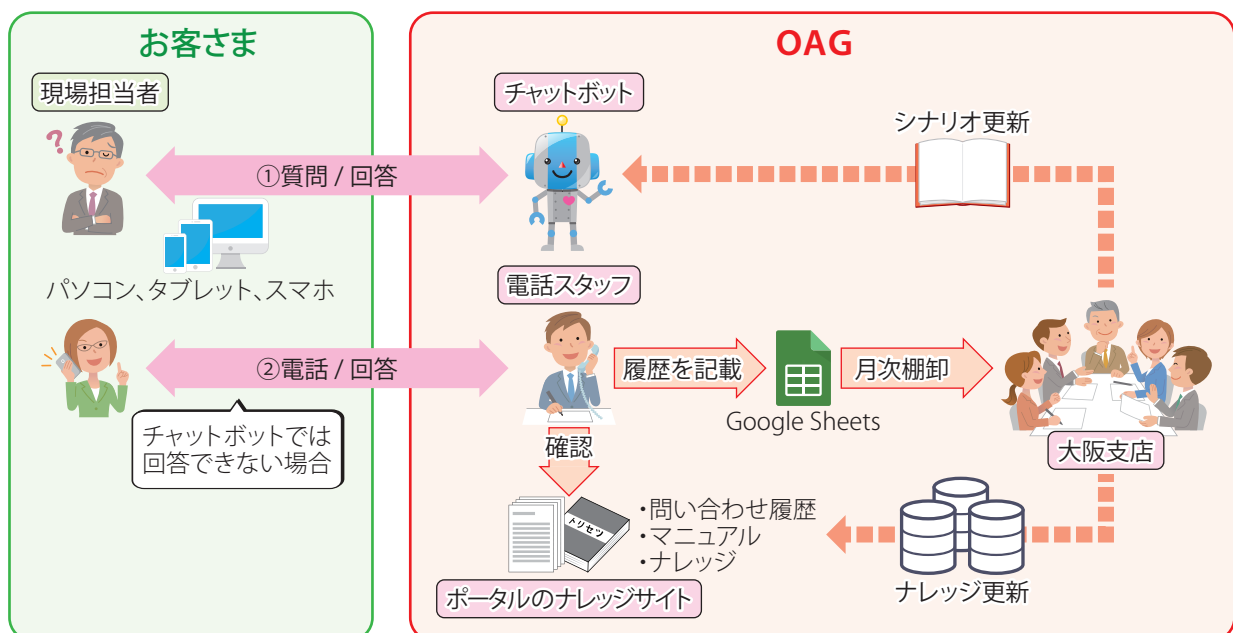 お客さま
現場担当者
?
①質問 / 回答
パソコン、タブレット、スマホ
②電話 / 回答
チャットボットでは
回答できない場合
OAG
チャットボット
シナリオ更新
電話スタッフ
履歴を記載
Google Sheets
月次棚卸
大阪支店
確認
トリセツ
・問い合わせ履歴
・マニュアル
・ナレッジ
ポータルのナレッジサイト
ナレッジ更新